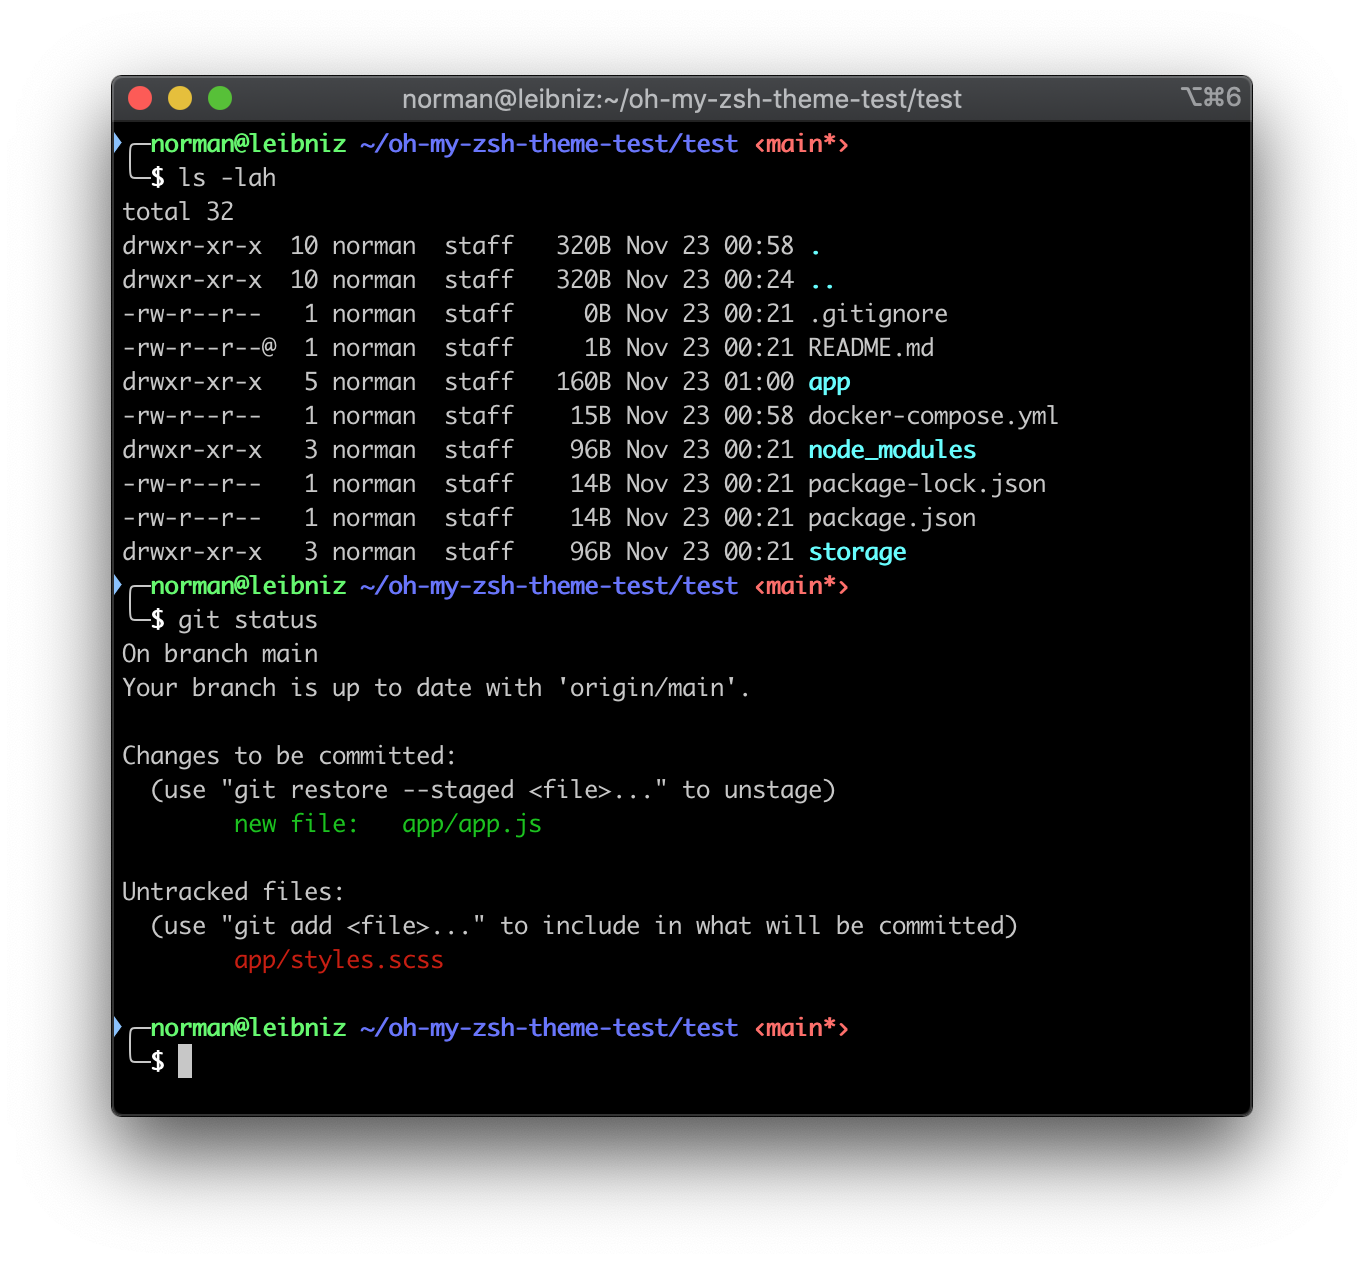 norman@leibniz:~/oh-my-zsh-theme-test/test ⌥⌘6
╭─norman@leibniz ~/oh-my-zsh-theme-test/test ‹main*›
╰─$ ls -lah
total 32
drwxr-xr-x  10 norman  staff   320B Nov 23 00:58 .
drwxr-xr-x  10 norman  staff   320B Nov 23 00:24 ..
-rw-r--r--   1 norman  staff     0B Nov 23 00:21 .gitignore
-rw-r--r--@  1 norman  staff     1B Nov 23 00:21 README.md
drwxr-xr-x   5 norman  staff   160B Nov 23 01:00 app
-rw-r--r--   1 norman  staff    15B Nov 23 00:58 docker-compose.yml
drwxr-xr-x   3 norman  staff    96B Nov 23 00:21 node_modules
-rw-r--r--   1 norman  staff    14B Nov 23 00:21 package-lock.json
-rw-r--r--   1 norman  staff    14B Nov 23 00:21 package.json
drwxr-xr-x   3 norman  staff    96B Nov 23 00:21 storage
╭─norman@leibniz ~/oh-my-zsh-theme-test/test ‹main*›
╰─$ git status
On branch main
Your branch is up to date with 'origin/main'.
Changes to be committed:
  (use "git restore --staged <file>..." to unstage)
        new file:   app/app.js
Untracked files:
  (use "git add <file>..." to include in what will be committed)
        app/styles.scss
╭─norman@leibniz ~/oh-my-zsh-theme-test/test ‹main*›
╰─$